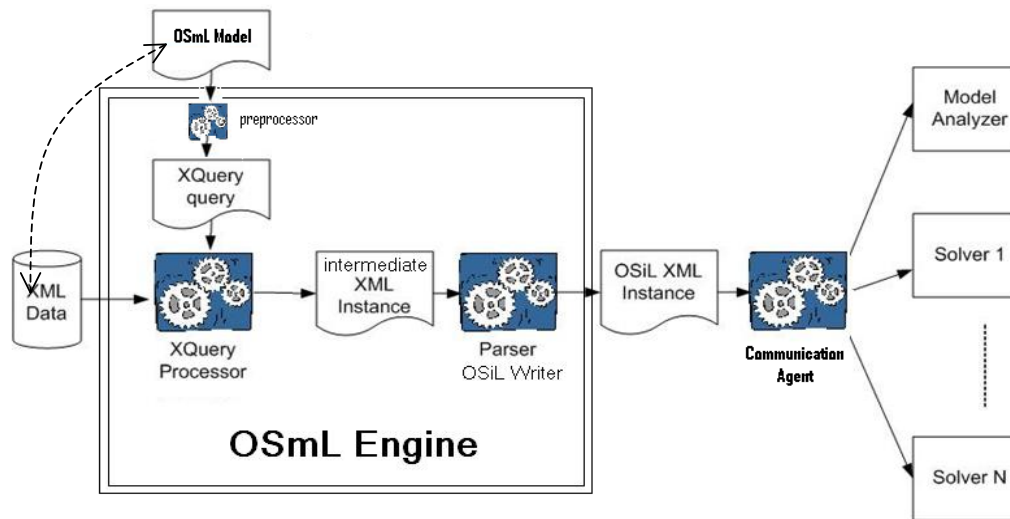 OSmL Model
preprocessor
XQuery
query
XML
Data
XQuery
Processor
intermediate
XML
Instance
Parser
OSiL Writer
OSiL XML
Instance
Communication
Agent
Model
Analyzer
Solver 1
Solver N
OSmL Engine